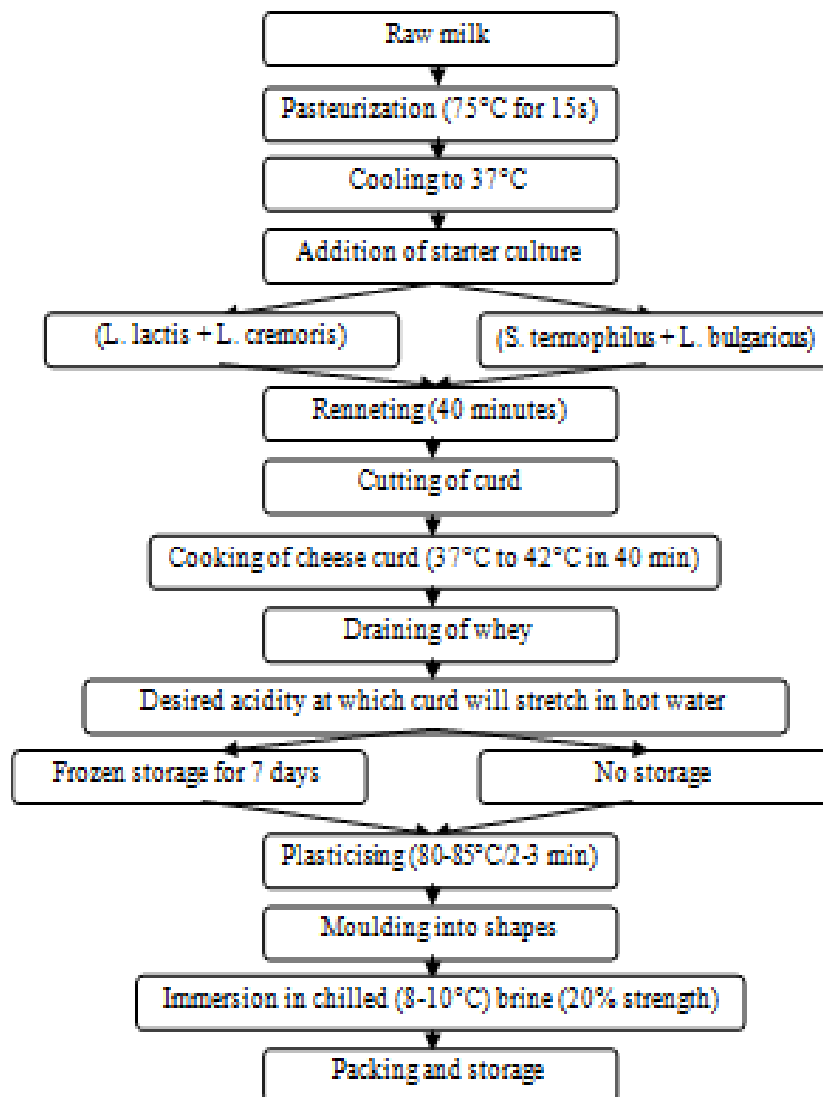 Raw milk
Pasteurization (75°C for 15s)
Cooling to 37°C
Addition of starter culture
(L. lactis + L. cremoris)
(S. termophilus + L. bulgaricus)
Renneting (40 minutes)
Cutting of curd
Cooking of cheese curd (37°C to 42°C in 40 min)
Draining of whey
Desired acidity at which curd will stretch in hot water
Frozen storage for 7 days
No storage
Plasticising (80-85°C/2-3 min)
Moulding into shapes
Immersion in chilled (8-10°C) brine (20% strength)
Packing and storage